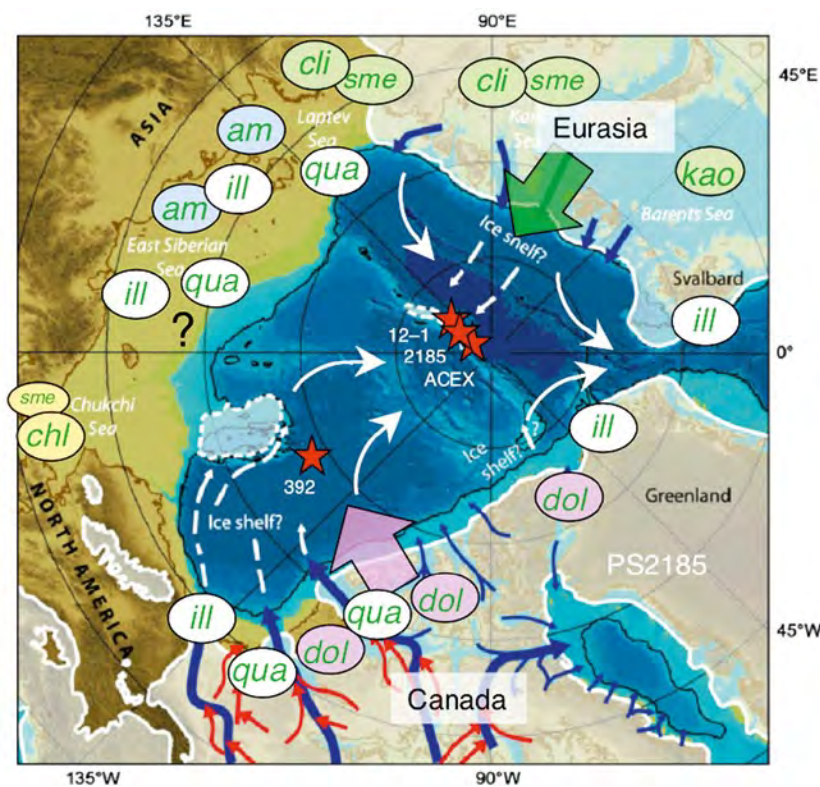 135°E
90°E
45°E
0°
45°W
90°W
135°W
ASIA
cli
sme
cli
sme
Laptev
Sea
Eurasia
am
qua
kao
ill
am
Barents Sea
East Siberian
Sea
qua
ill
?
Ice shelf?
Svalbard
ill
12–1
2185
ACEX
sme
Chukchi
chl
Sea
392
Ice
shelf?
?
ill
dol
Greenland
Ice shelf?
NORTH AMERICA
PS2185
ill
qua
dol
qua
dol
Canada